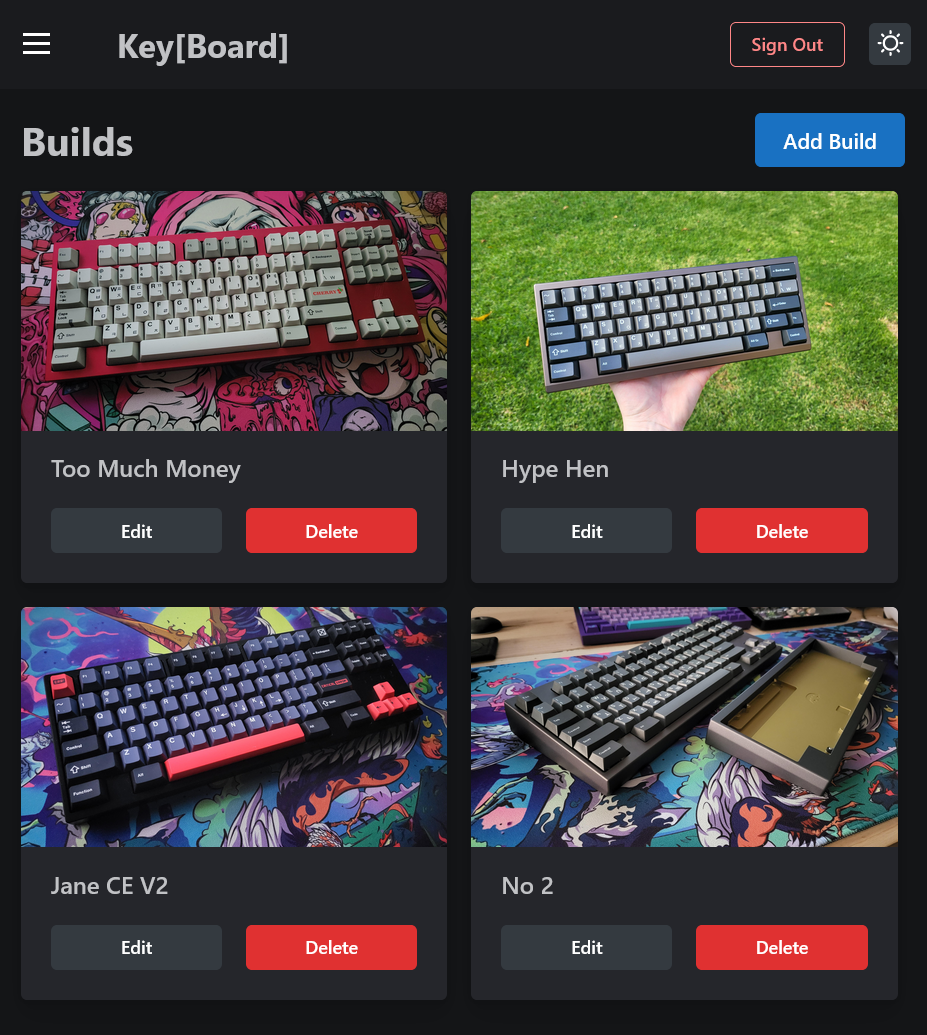 Key[Board]
Sign Out
Builds
Add Build
Too Much Money
Edit
Delete
Hype Hen
Edit
Delete
Jane CE V2
Edit
Delete
No 2
Edit
Delete